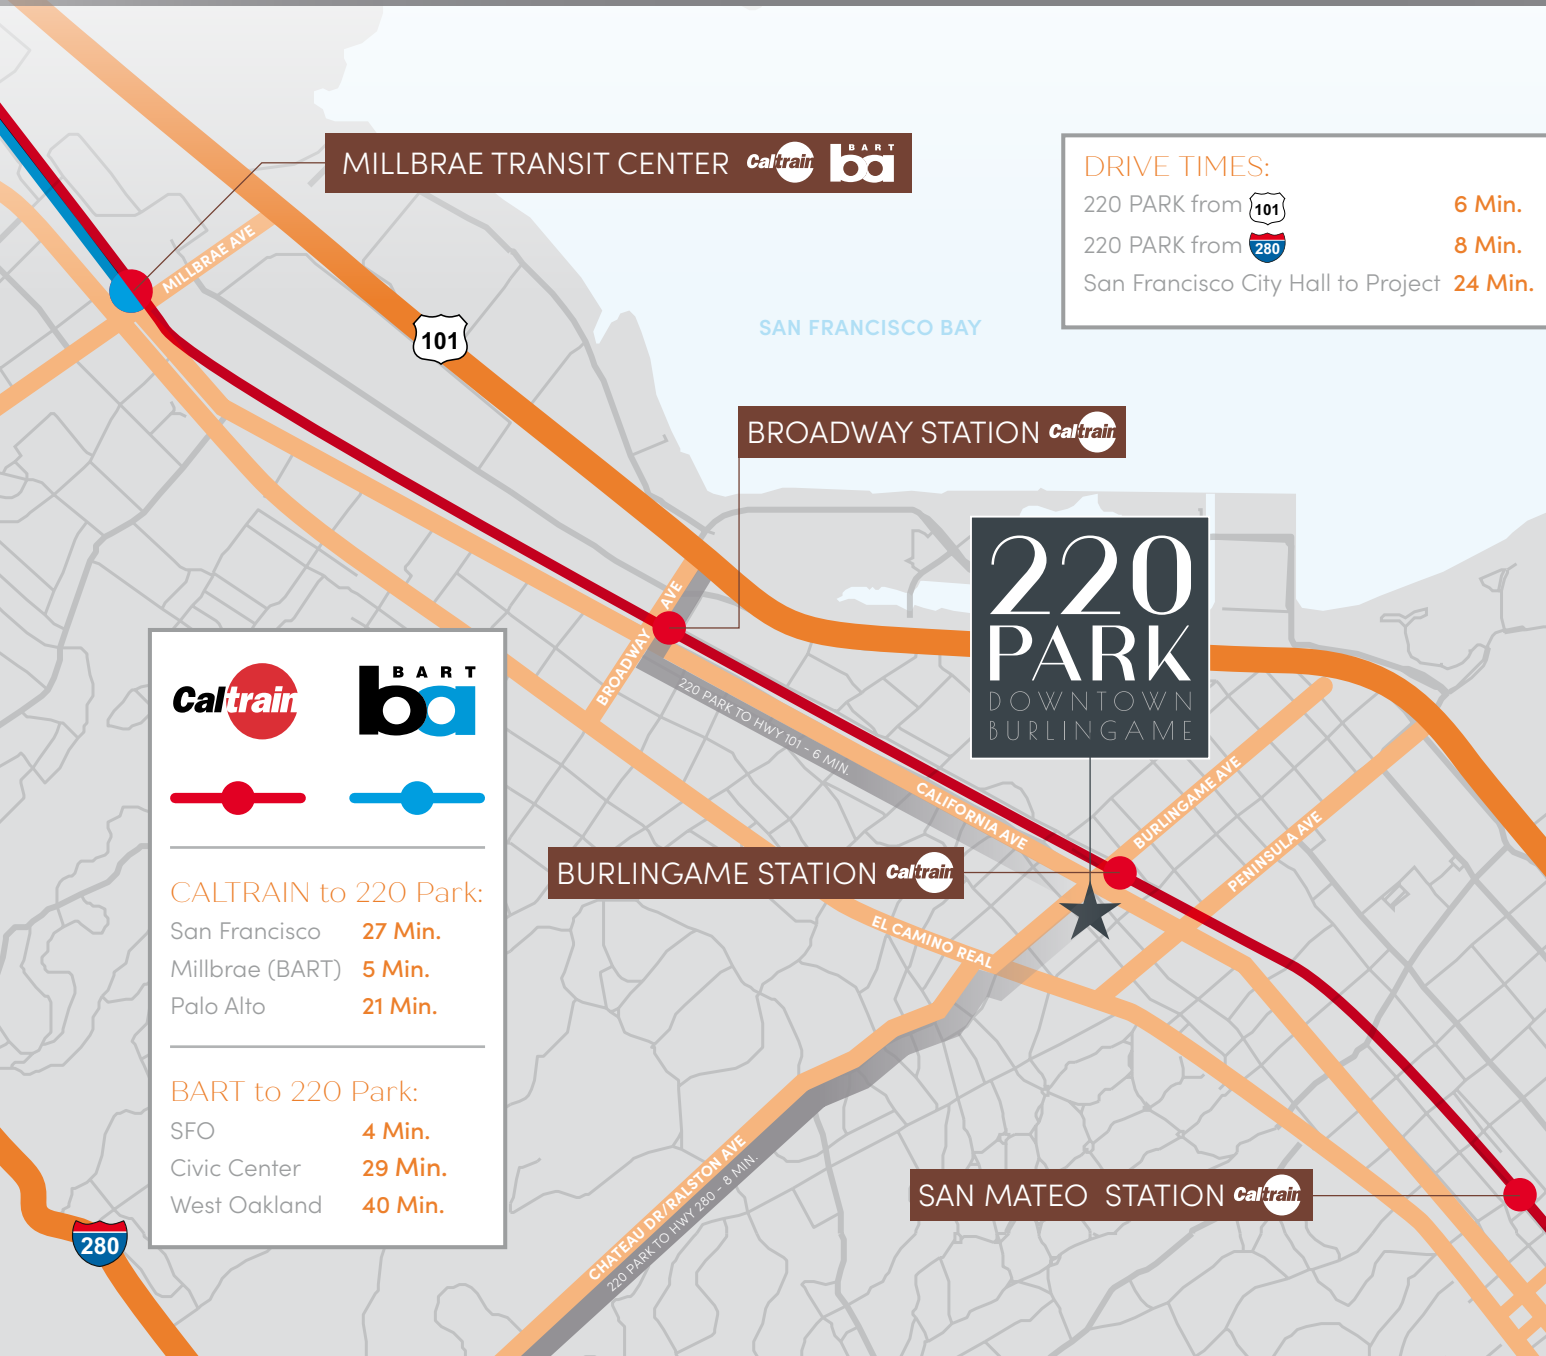 MILLBRAE TRANSIT CENTER Caltrain BART ba
DRIVE TIMES:
220 PARK from 101 6 Min.
220 PARK from 280 8 Min.
San Francisco City Hall to Project 24 Min.
MILLBRAE AVE
101
SAN FRANCISCO BAY
BROADWAY STATION Caltrain
220
PARK
DOWNTOWN
BURLINGAME
BROADWAY AVE
220 PARK TO HWY 101 - 6 MIN.
CALIFORNIA AVE
BURLINGAME AVE
PENINSULA AVE
BURLINGAME STATION Caltrain
EL CAMINO REAL
Caltrain
BART
ba
CALTRAIN to 220 Park:
San Francisco 27 Min.
Millbrae (BART) 5 Min.
Palo Alto 21 Min.
BART to 220 Park:
SFO 4 Min.
Civic Center 29 Min.
West Oakland 40 Min.
280
CHATEAU DR/RALSTON AVE
220 PARK TO HWY 280 - 8 MIN.
SAN MATEO STATION Caltrain